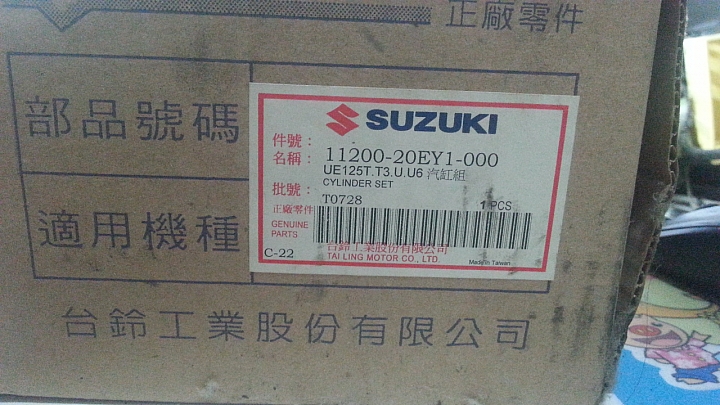 正廠零件
部品號碼
適用機種
SUZUKI
件號：
名稱： 11200-20EY1-000
UE125T.T3.U.U6 汽缸組
CYLINDER SET
批號： T0728
正廠零件 1 PCS
GENUINE
PARTS
台鈴工業股份有限公司
C-22 TAI LING MOTOR CO., LTD. Made in Taiwan
台鈴工業股份有限公司